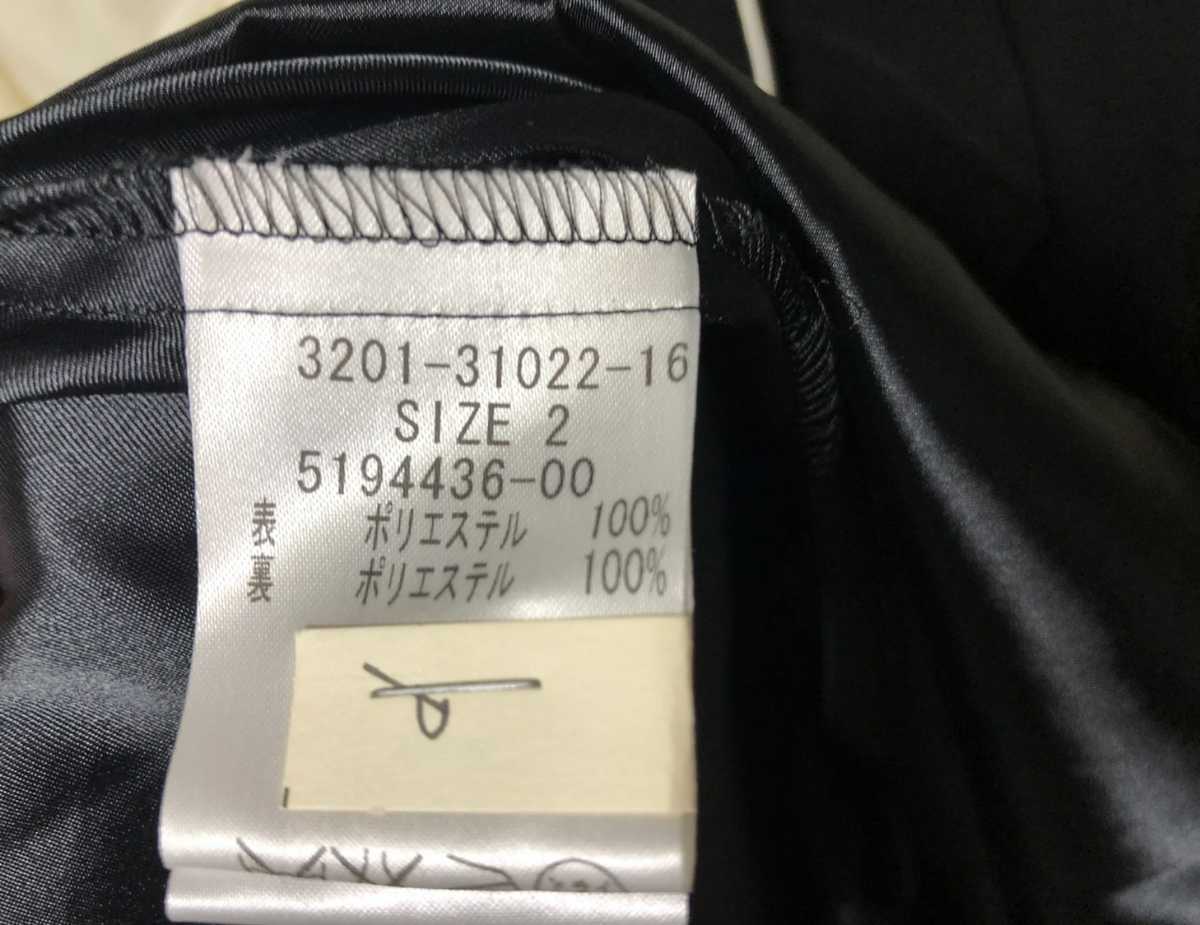 3201-31022-16
SIZE 2
5194436-00
表 ポリエステル 100%
裏 ポリエステル 100%